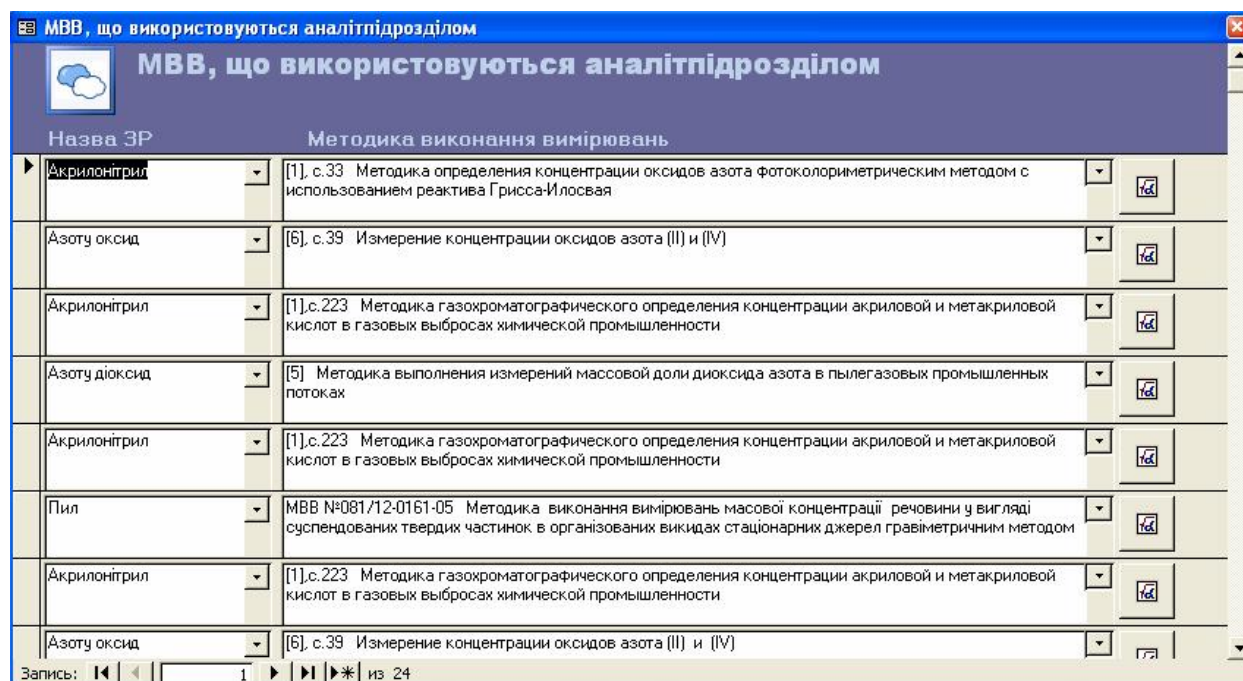 МВВ, що використовуються аналітпідрозділом
МВВ, що використовуються аналітпідрозділом
Назва ЗР Методика виконання вимірювань
Акрилонітрил [1], с.33 Методика определения концентрации оксидов азота фотоколориметрическим методом с
использованием реактива Грисса-Илосвая
Азоту оксид [6], с.39 Измерение концентрации оксидов азота (II) и (IV)
Акрилонітрил [1],с.223 Методика газохроматографического определения концентрации акриловой и метакриловой
кислот в газовых выбросах химической промышленности
Азоту діоксид [5] Методика выполнения измерений массовой доли диоксида азота в пылегазовых промышленных
потоках
Акрилонітрил [1],с.223 Методика газохроматографического определения концентрации акриловой и метакриловой
кислот в газовых выбросах химической промышленности
Пил МВВ №081/12-0161-05 Методика виконання вимірювань масової концентрації речовини у вигляді
суспендованих твердих частинок в організованих викидах стаціонарних джерел гравіметричним методом
Акрилонітрил [1],с.223 Методика газохроматографического определения концентрации акриловой и метакриловой
кислот в газовых выбросах химической промышленности
Азоту оксид [6], с.39 Измерение концентрации оксидов азота (II) и (IV)
Запись: 1 из 24